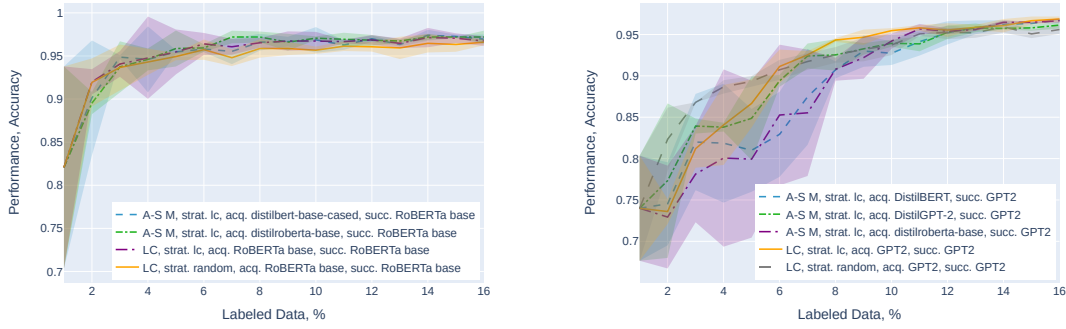 Performance, Accuracy
1
0.95
0.9
0.85
0.8
0.75
0.7
A-S M, strat. lc, acq. distilbert-base-cased, succ. RoBERTa base
A-S M, strat. lc, acq. distilroberta-base, succ. RoBERTa base
LC, strat. lc, acq. RoBERTa base, succ. RoBERTa base
LC, strat. random, acq. RoBERTa base, succ. RoBERTa base
2 4 6 8 10 12 14 16
Labeled Data, %
Performance, Accuracy
0.95
0.9
0.85
0.8
0.75
0.7
A-S M, strat. lc, acq. DistilBERT, succ. GPT2
A-S M, strat. lc, acq. DistilGPT-2, succ. GPT2
A-S M, strat. lc, acq. distilroberta-base, succ. GPT2
LC, strat. lc, acq. GPT2, succ. GPT2
LC, strat. random, acq. GPT2, succ. GPT2
2 4 6 8 10 12 14 16
Labeled Data, %